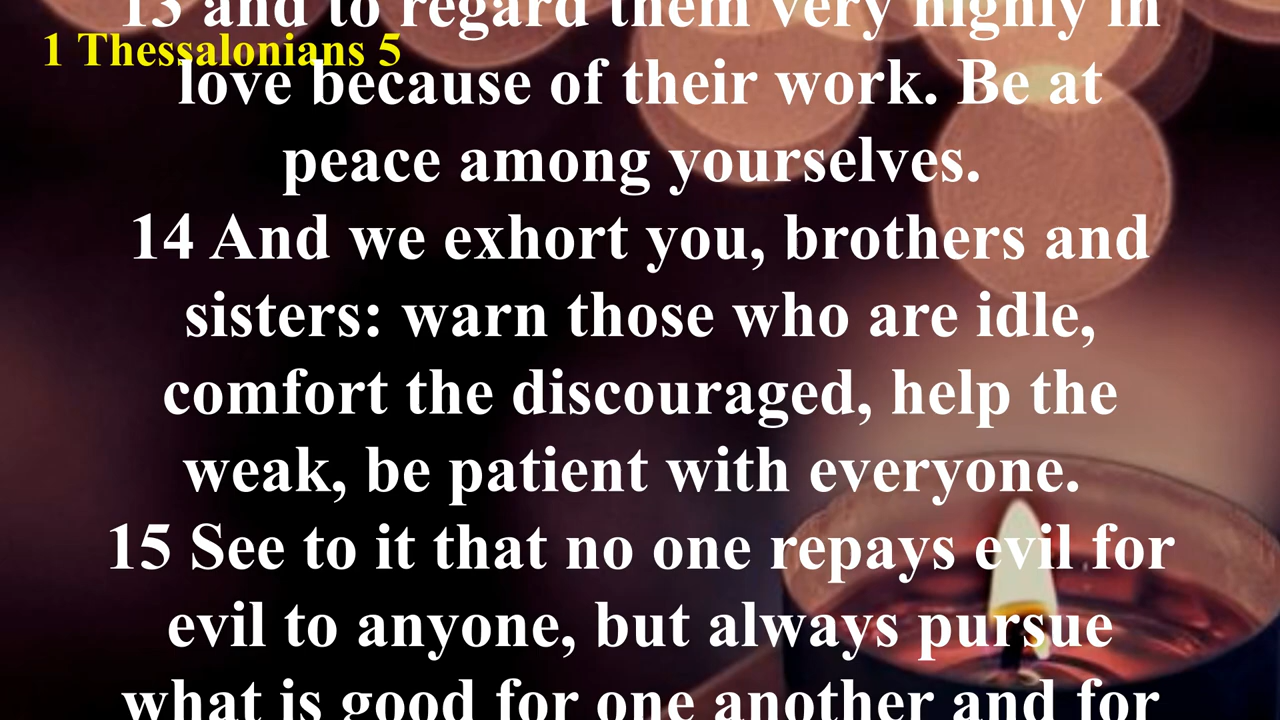 13 and to regard them very highly in
1 Thessalonians 5
love because of their work. Be at
peace among yourselves.
14 And we exhort you, brothers and
sisters: warn those who are idle,
comfort the discouraged, help the
weak, be patient with everyone.
15 See to it that no one repays evil for
evil to anyone, but always pursue
what is good for one another and for